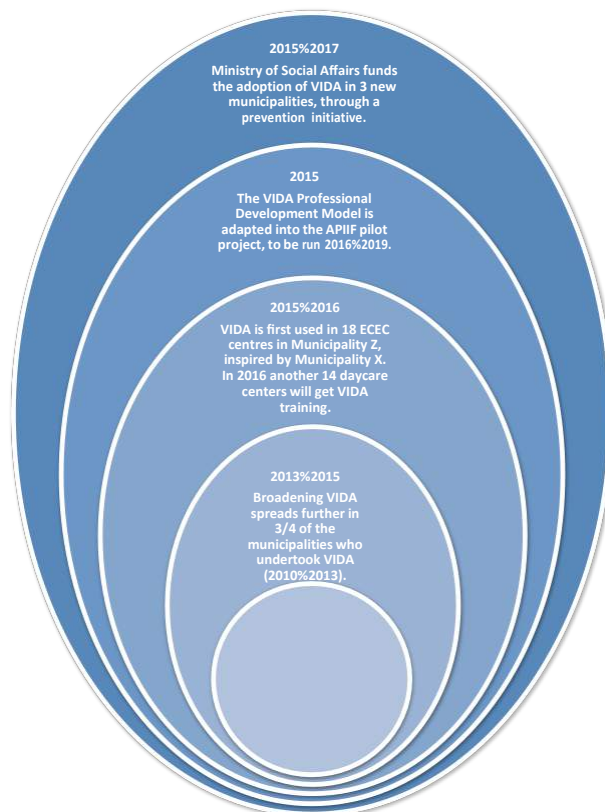 2015%2017
Ministry of Social Affairs funds
the adoption of VIDA in 3 new
municipalities, through a
prevention initiative.
2015
The VIDA Professional
Development Model is
adapted into the APIIF pilot
project, to be run 2016%2019.
2015%2016
VIDA is first used in 18 ECEC
centres in Municipality Z,
inspired by Municipality X.
In 2016 another 14 daycare
centers will get VIDA
training.
2013%2015
Broadening VIDA
spreads further in
3/4 of the
municipalities who
undertook VIDA
(2010%2013).